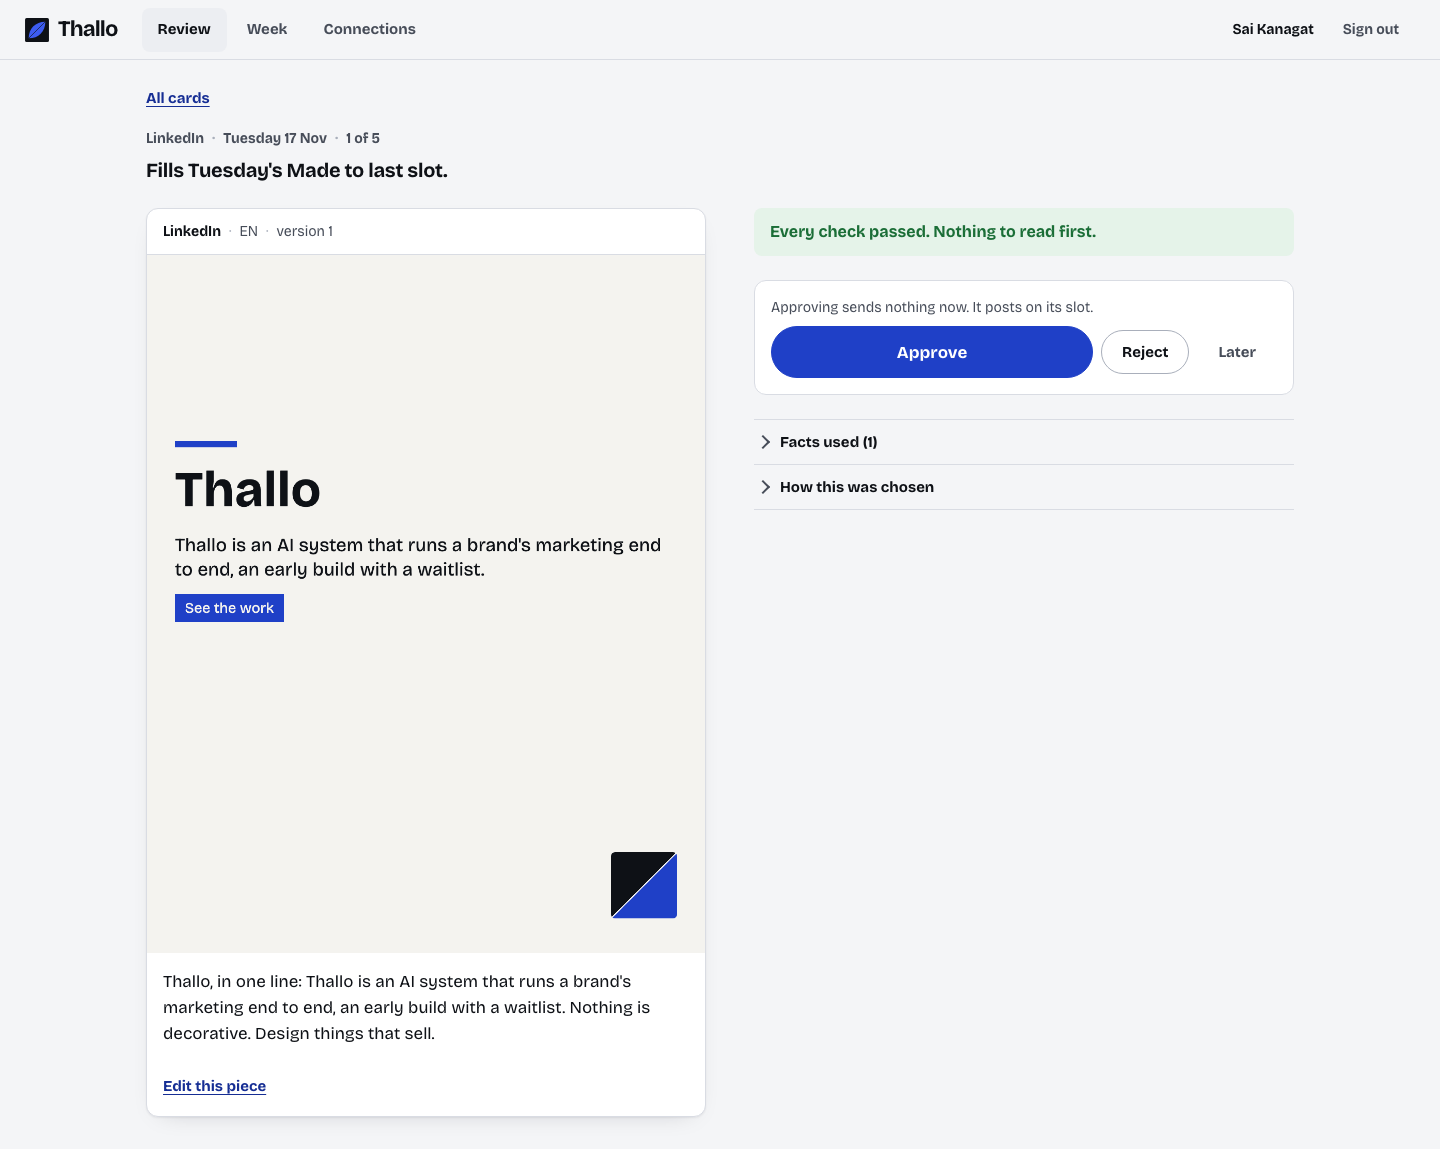 Thallo
Review
Week
Connections
Sai Kanagat
Sign out
All cards
LinkedIn · Tuesday 17 Nov · 1 of 5
Fills Tuesday's Made to last slot.
LinkedIn · EN · version 1
Thallo
Thallo is an AI system that runs a brand's marketing end
to end, an early build with a waitlist.
See the work
Thallo, in one line: Thallo is an AI system that runs a brand's
marketing end to end, an early build with a waitlist. Nothing is
decorative. Design things that sell.
Edit this piece
Every check passed. Nothing to read first.
Approving sends nothing now. It posts on its slot.
Approve
Reject
Later
Facts used (1)
How this was chosen